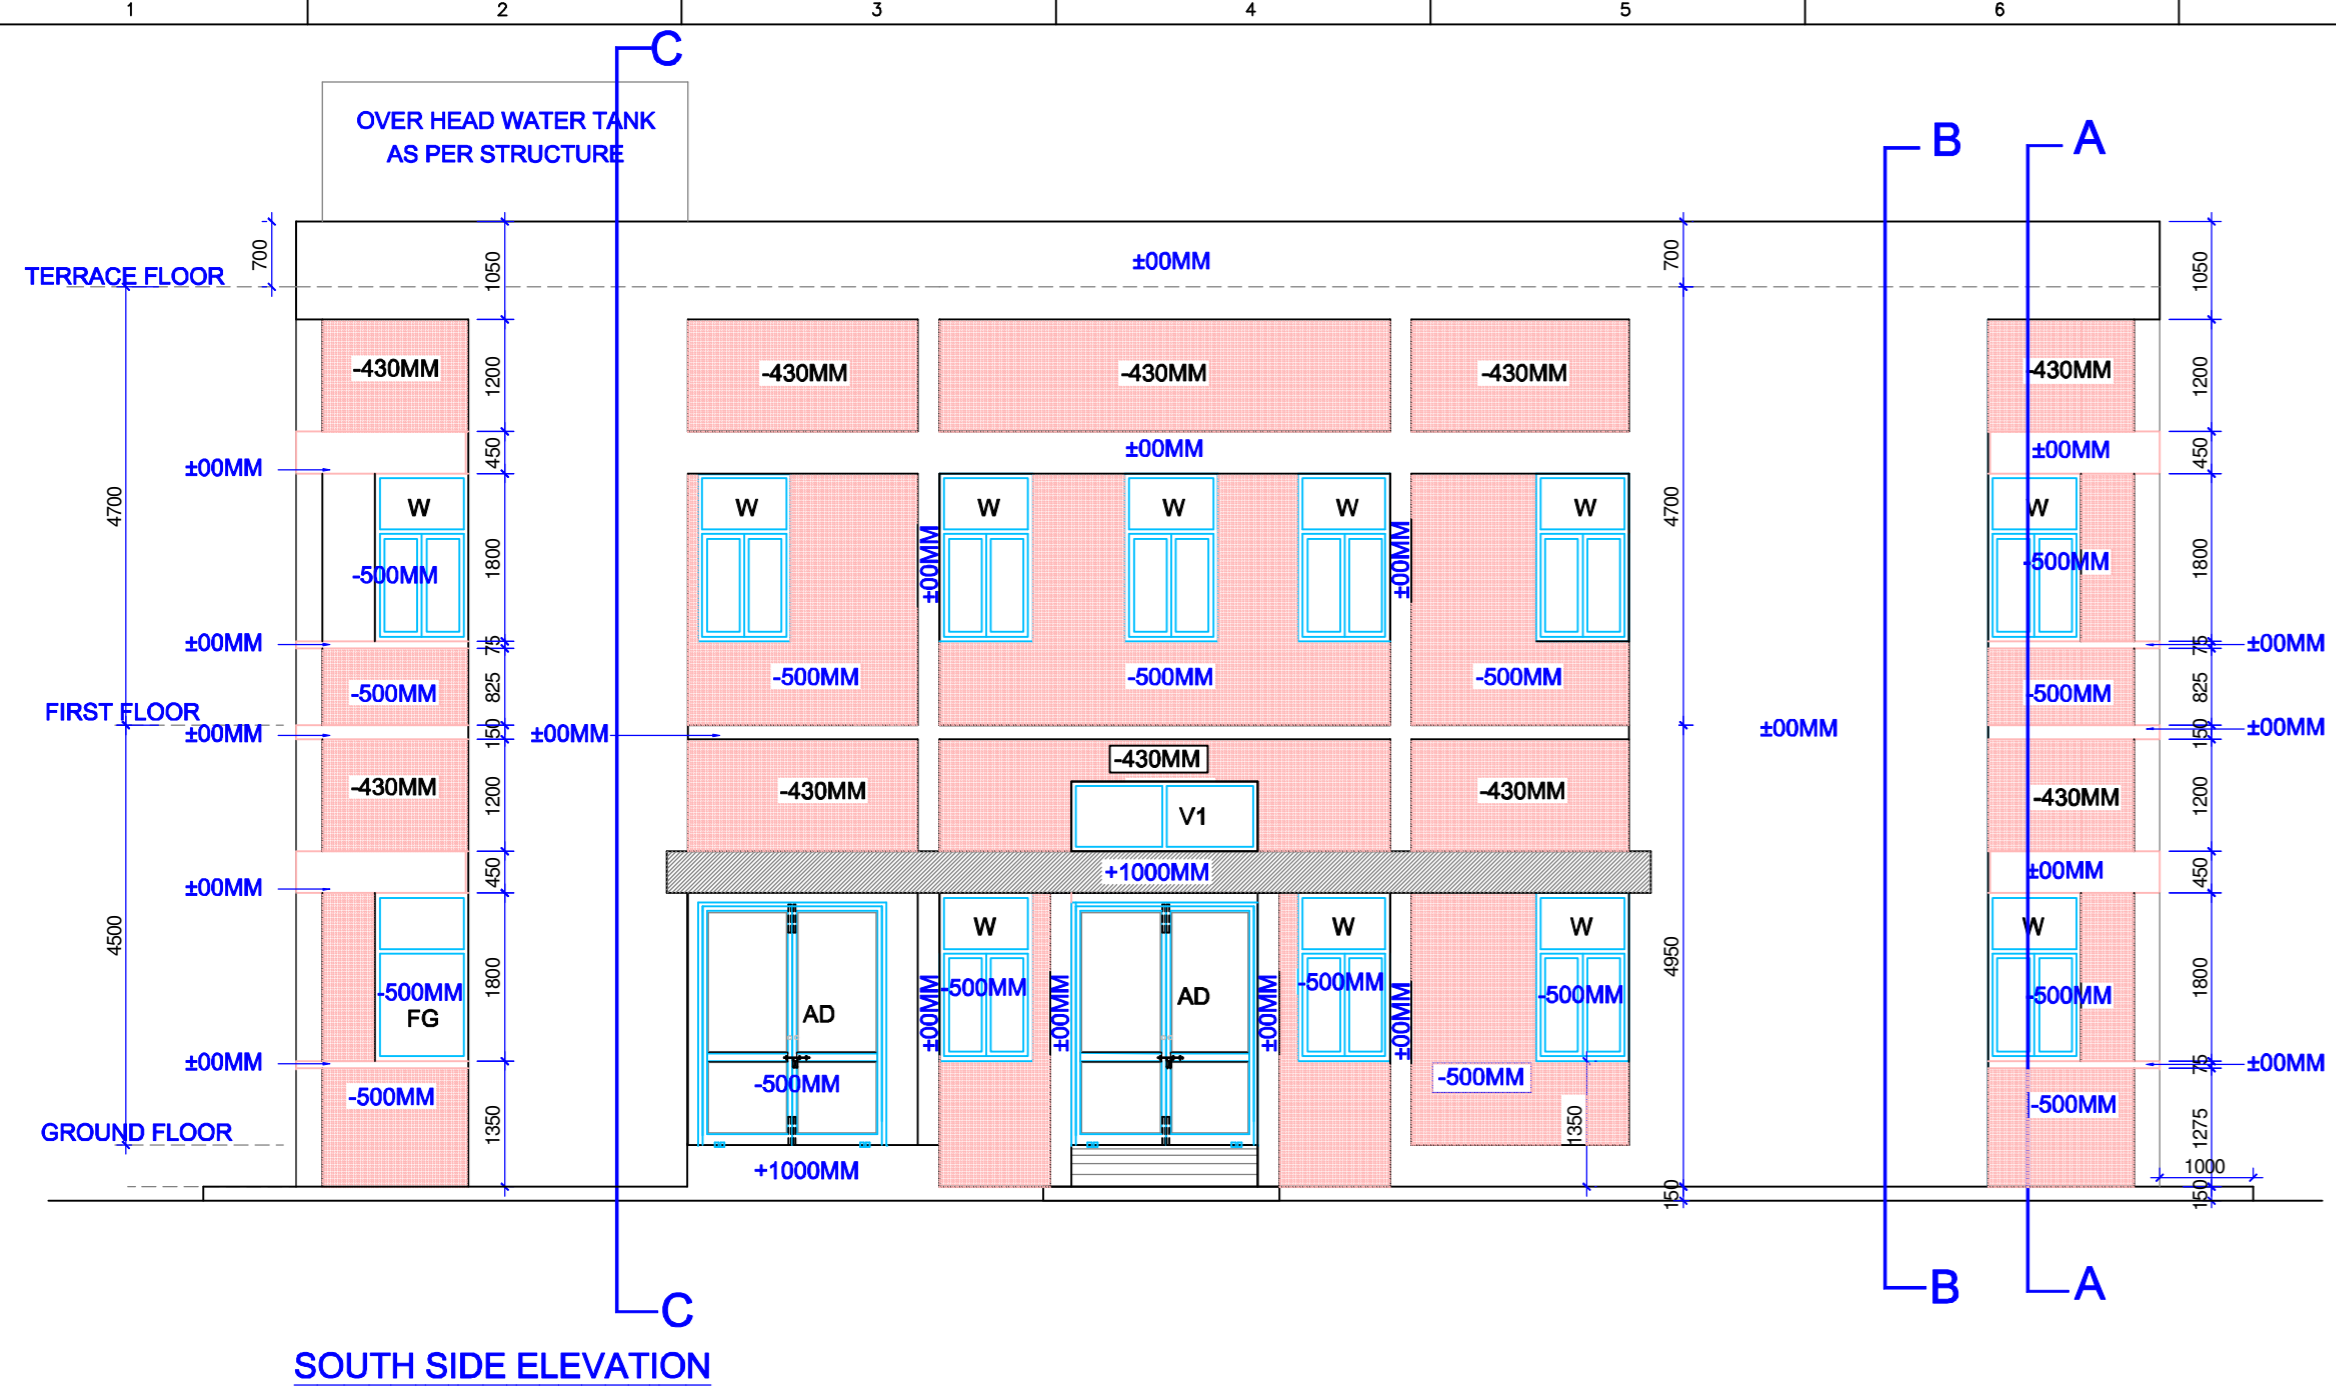 1 2 3 4 5 6
C
OVER HEAD WATER TANK
AS PER STRUCTURE
B A
700 1050 ±00MM 700 1050
TERRACE FLOOR
-430MM 1200 -430MM -430MM -430MM -430MM 1200
±00MM 450 ±00MM ±00MM 450
4700 W W W W W W 4700 W
-500MM 1800 ±00MM ±00MM -500MM 1800
±00MM 75 75 ±00MM
-500MM 825 -500MM -500MM -500MM -500MM 825
FIRST FLOOR
±00MM 150 ±00MM ±00MM 150 ±00MM
-430MM 1200 -430MM -430MM -430MM -430MM 1200
V1
±00MM 450 +1000MM ±00MM 450
4500 W W W 4950 W
-500MM 1800 ±00MM -500MM ±00MM ±00MM -500MM ±00MM -500MM -500MM 1800
FG AD AD
±00MM 75 ±00MM
-500MM -500MM -500MM -500MM
GROUND FLOOR
1350 1350 1275
+1000MM 1000
150 150
C B A
SOUTH SIDE ELEVATION